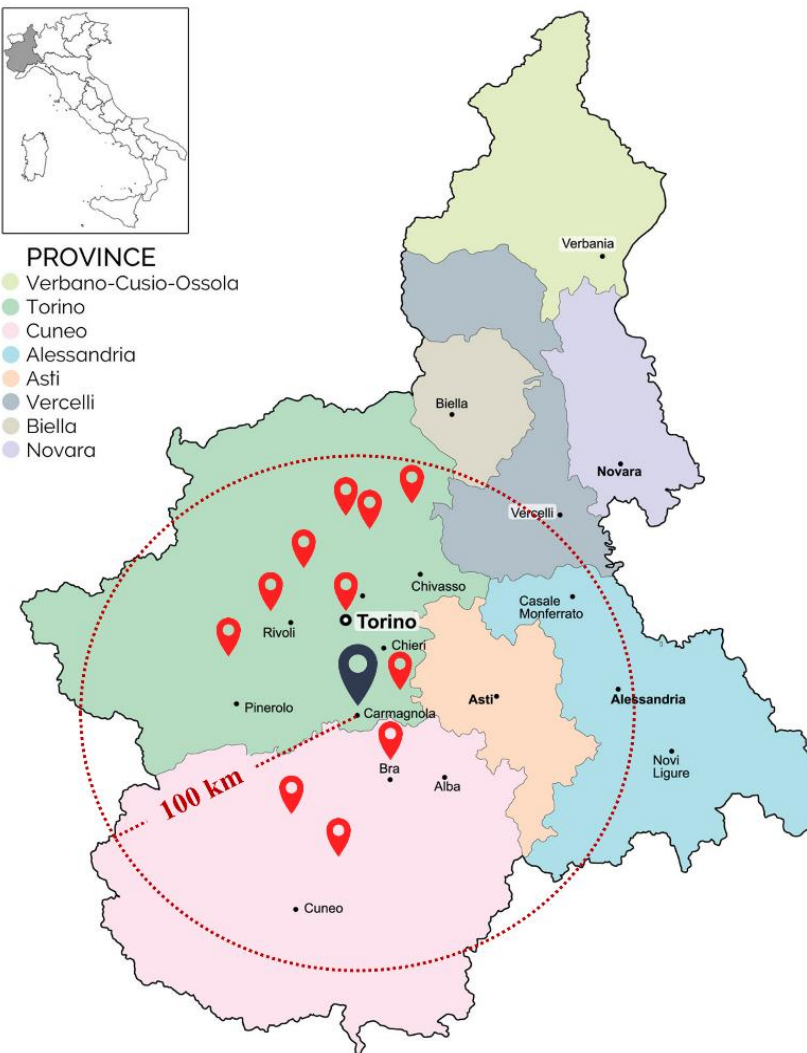 PROVINCE
Verbano-Cusio-Ossola
Torino
Cuneo
Alessandria
Asti
Vercelli
Biella
Novara
Verbania
Biella
Novara
Vercelli
Chivasso
Casale
Monferrato
Torino
Rivoli
Chieri
Asti
Alessandria
Pinerolo
Carmagnola
Novi
Ligure
Bra
Alba
100 km
Cuneo